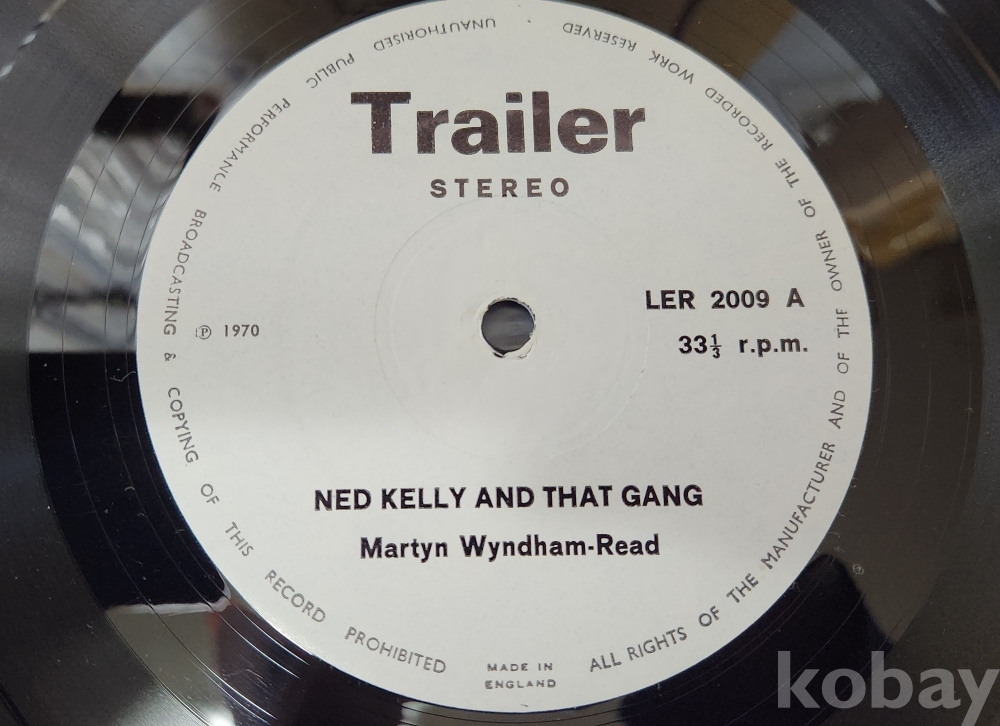 Trailer
STEREO
LER 2009 A
33⅓ r.p.m.
Ⓟ 1970
NED KELLY AND THAT GANG
Martyn Wyndham-Read
MADE IN
ENGLAND
ALL RIGHTS OF THE MANUFACTURER AND OF THE OWNER OF THE RECORDED WORK RESERVED
UNAUTHORISED PUBLIC PERFORMANCE BROADCASTING & COPYING OF THIS RECORD PROHIBITED
kobay